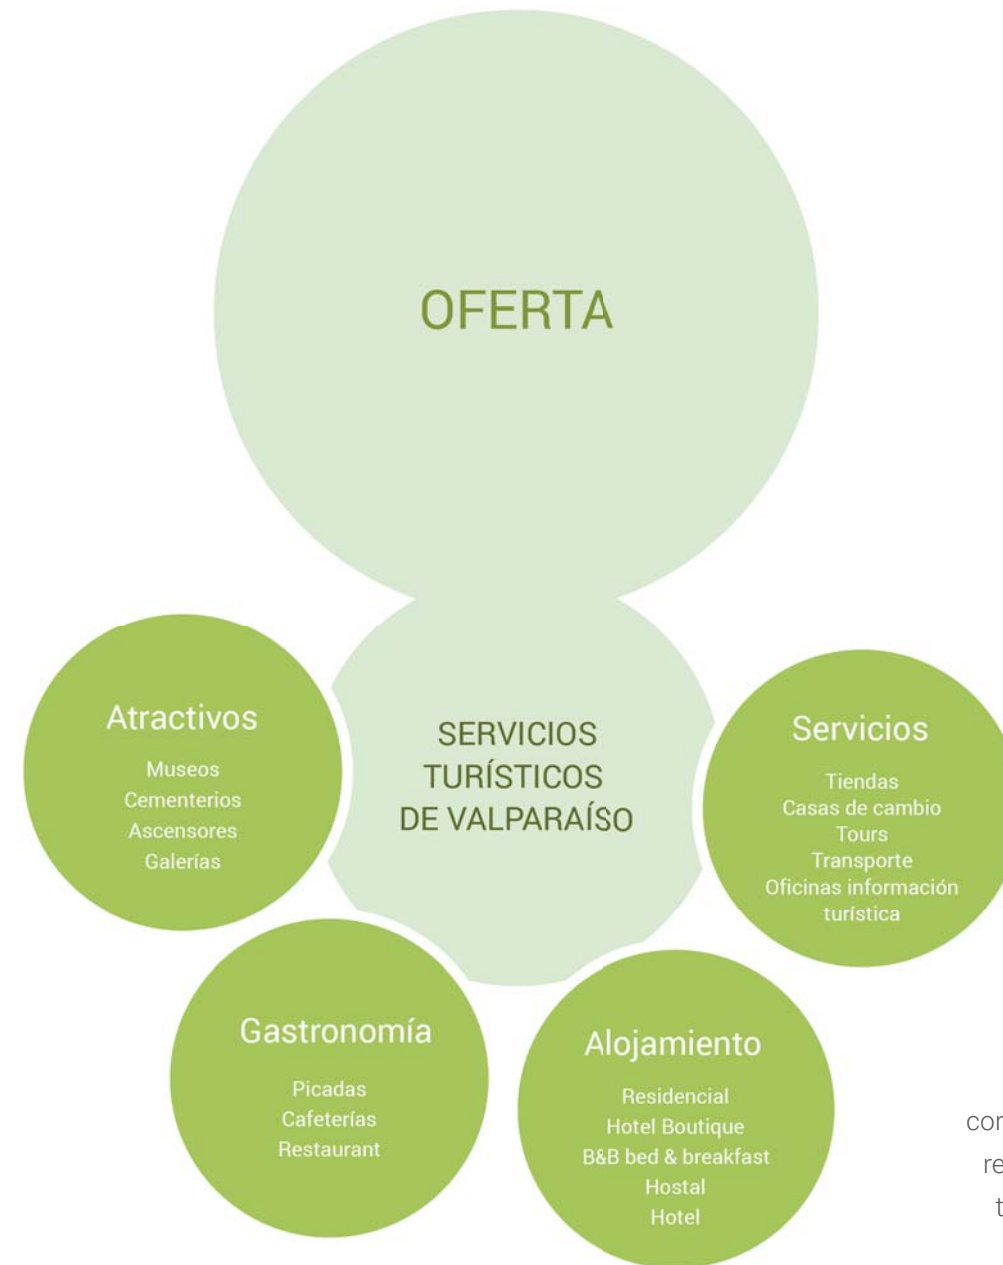 OFERTA
SERVICIOS
TURÍSTICOS
DE VALPARAÍSO
Atractivos
Museos
Cementerios
Ascensores
Galerías
Servicios
Tiendas
Casas de cambio
Tours
Transporte
Oficinas información
turística
Gastronomía
Picadas
Cafeterías
Restaurant
Alojamiento
Residencial
Hotel Boutique
B&B bed & breakfast
Hostal
Hotel